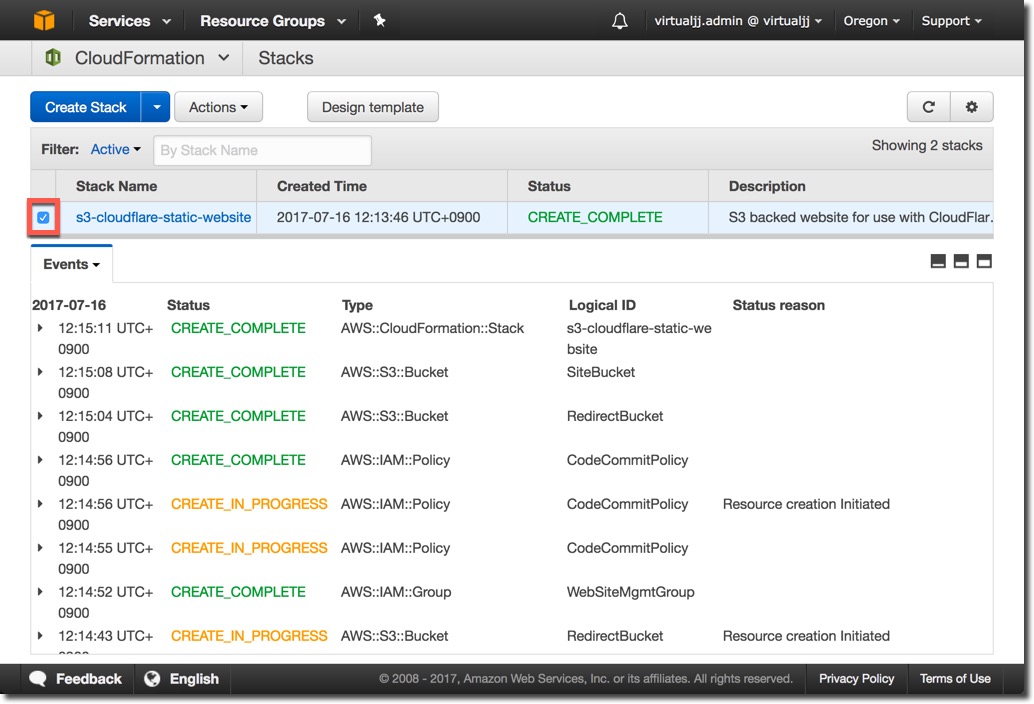 Services Resource Groups virtualjj.admin @ virtualjj Oregon Support
CloudFormation Stacks
Create Stack Actions Design template
Filter: Active By Stack Name Showing 2 stacks
Stack Name Created Time Status Description
s3-cloudflare-static-website 2017-07-16 12:13:46 UTC+0900 CREATE_COMPLETE S3 backed website for use with CloudFlar…
Events
2017-07-16 Status Type Logical ID Status reason
12:15:11 UTC+ CREATE_COMPLETE AWS::CloudFormation::Stack s3-cloudflare-static-we
0900 bsite
12:15:08 UTC+ CREATE_COMPLETE AWS::S3::Bucket SiteBucket
0900
12:15:04 UTC+ CREATE_COMPLETE AWS::S3::Bucket RedirectBucket
0900
12:14:56 UTC+ CREATE_COMPLETE AWS::IAM::Policy CodeCommitPolicy
0900
12:14:56 UTC+ CREATE_IN_PROGRESS AWS::IAM::Policy CodeCommitPolicy Resource creation Initiated
0900
12:14:55 UTC+ CREATE_IN_PROGRESS AWS::IAM::Policy CodeCommitPolicy
0900
12:14:52 UTC+ CREATE_COMPLETE AWS::IAM::Group WebSiteMgmtGroup
0900
12:14:43 UTC+ CREATE_IN_PROGRESS AWS::S3::Bucket RedirectBucket Resource creation Initiated
Feedback English © 2008 - 2017, Amazon Web Services, Inc. or its affiliates. All rights reserved. Privacy Policy Terms of Use